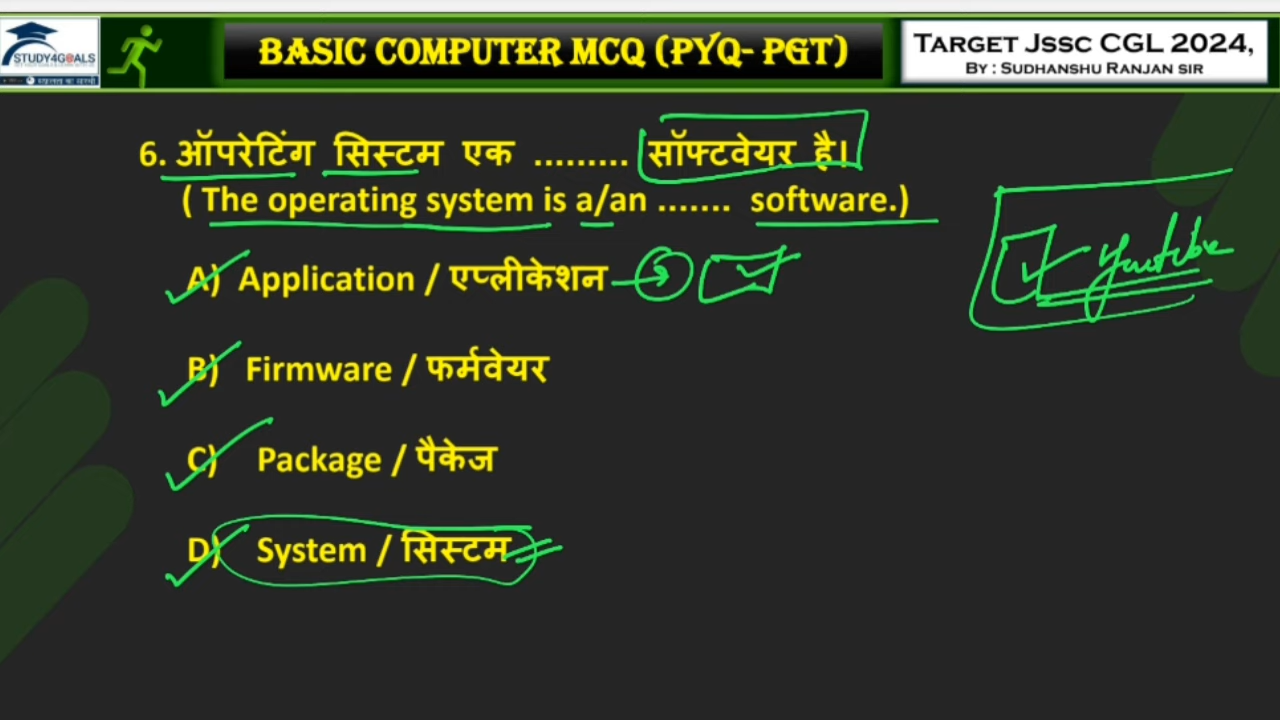 STUDY4GOALS
BASIC COMPUTER MCQ (PYQ- PGT)
TARGET JSSC CGL 2024,
BY : SUDHANSHU RANJAN SIR
6. ऑपरेटिंग सिस्टम एक ......... सॉफ्टवेयर है।
( The operating system is a/an ....... software.)
A) Application / एप्लीकेशन
Youtube
B) Firmware / फर्मवेयर
C) Package / पैकेज
D) System / सिस्टम